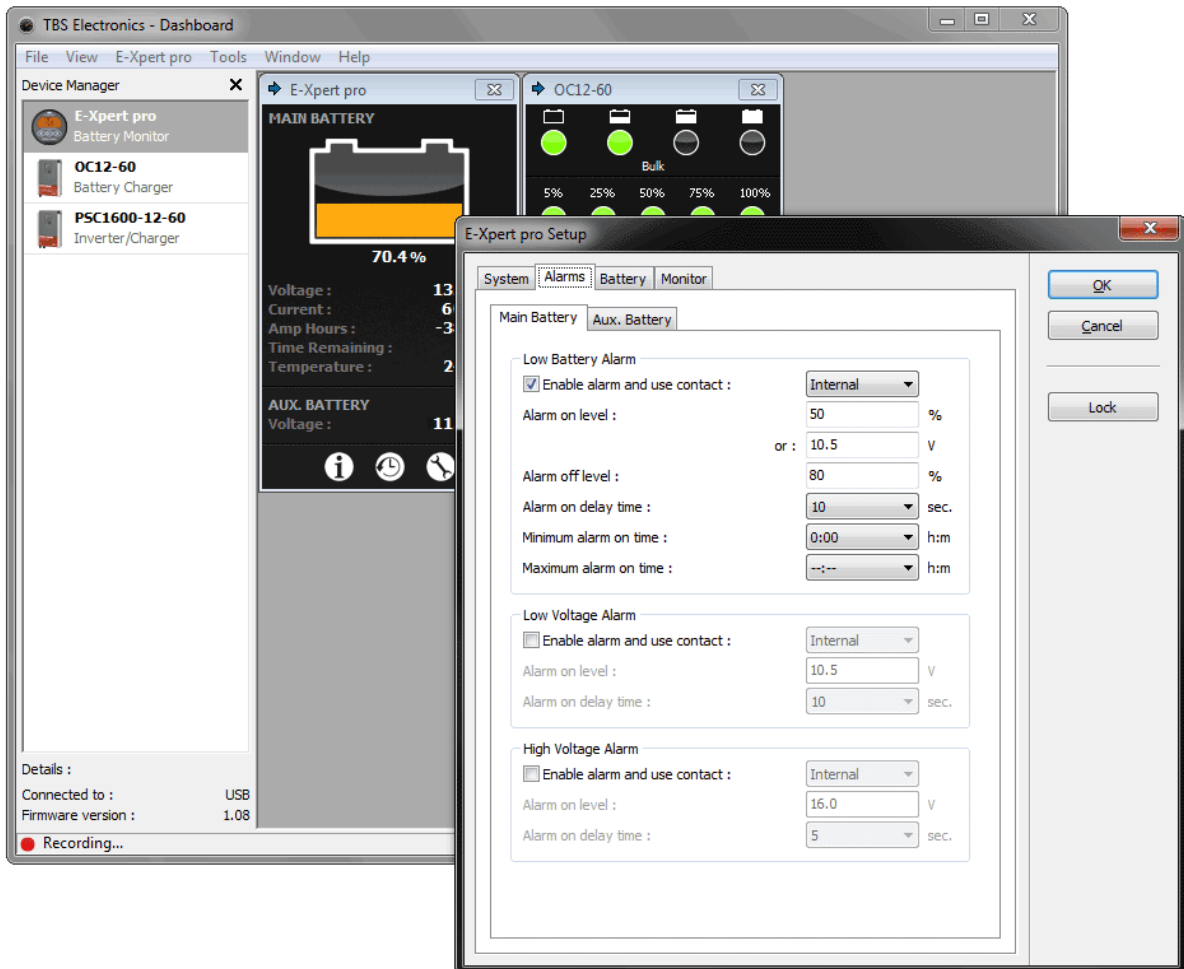 TBS Electronics - Dashboard
File View E-Xpert pro Tools Window Help
Device Manager
E-Xpert pro
Battery Monitor
OC12-60
Battery Charger
PSC1600-12-60
Inverter/Charger
Details :
Connected to : USB
Firmware version : 1.08
Recording...
E-Xpert pro
MAIN BATTERY
70.4%
Voltage : 13
Current : 6
Amp Hours : -3
Time Remaining :
Temperature : 2
AUX. BATTERY
Voltage : 11
OC12-60
Bulk
5% 25% 50% 75% 100%
E-Xpert pro Setup
System Alarms Battery Monitor
Main Battery Aux. Battery
Low Battery Alarm
Enable alarm and use contact : Internal
Alarm on level : 50 %
or : 10.5 V
Alarm off level : 80 %
Alarm on delay time : 10 sec.
Minimum alarm on time : 0:00 h:m
Maximum alarm on time : --:-- h:m
Low Voltage Alarm
Enable alarm and use contact : Internal
Alarm on level : 10.5 V
Alarm on delay time : 10 sec.
High Voltage Alarm
Enable alarm and use contact : Internal
Alarm on level : 16.0 V
Alarm on delay time : 5 sec.
OK
Cancel
Lock